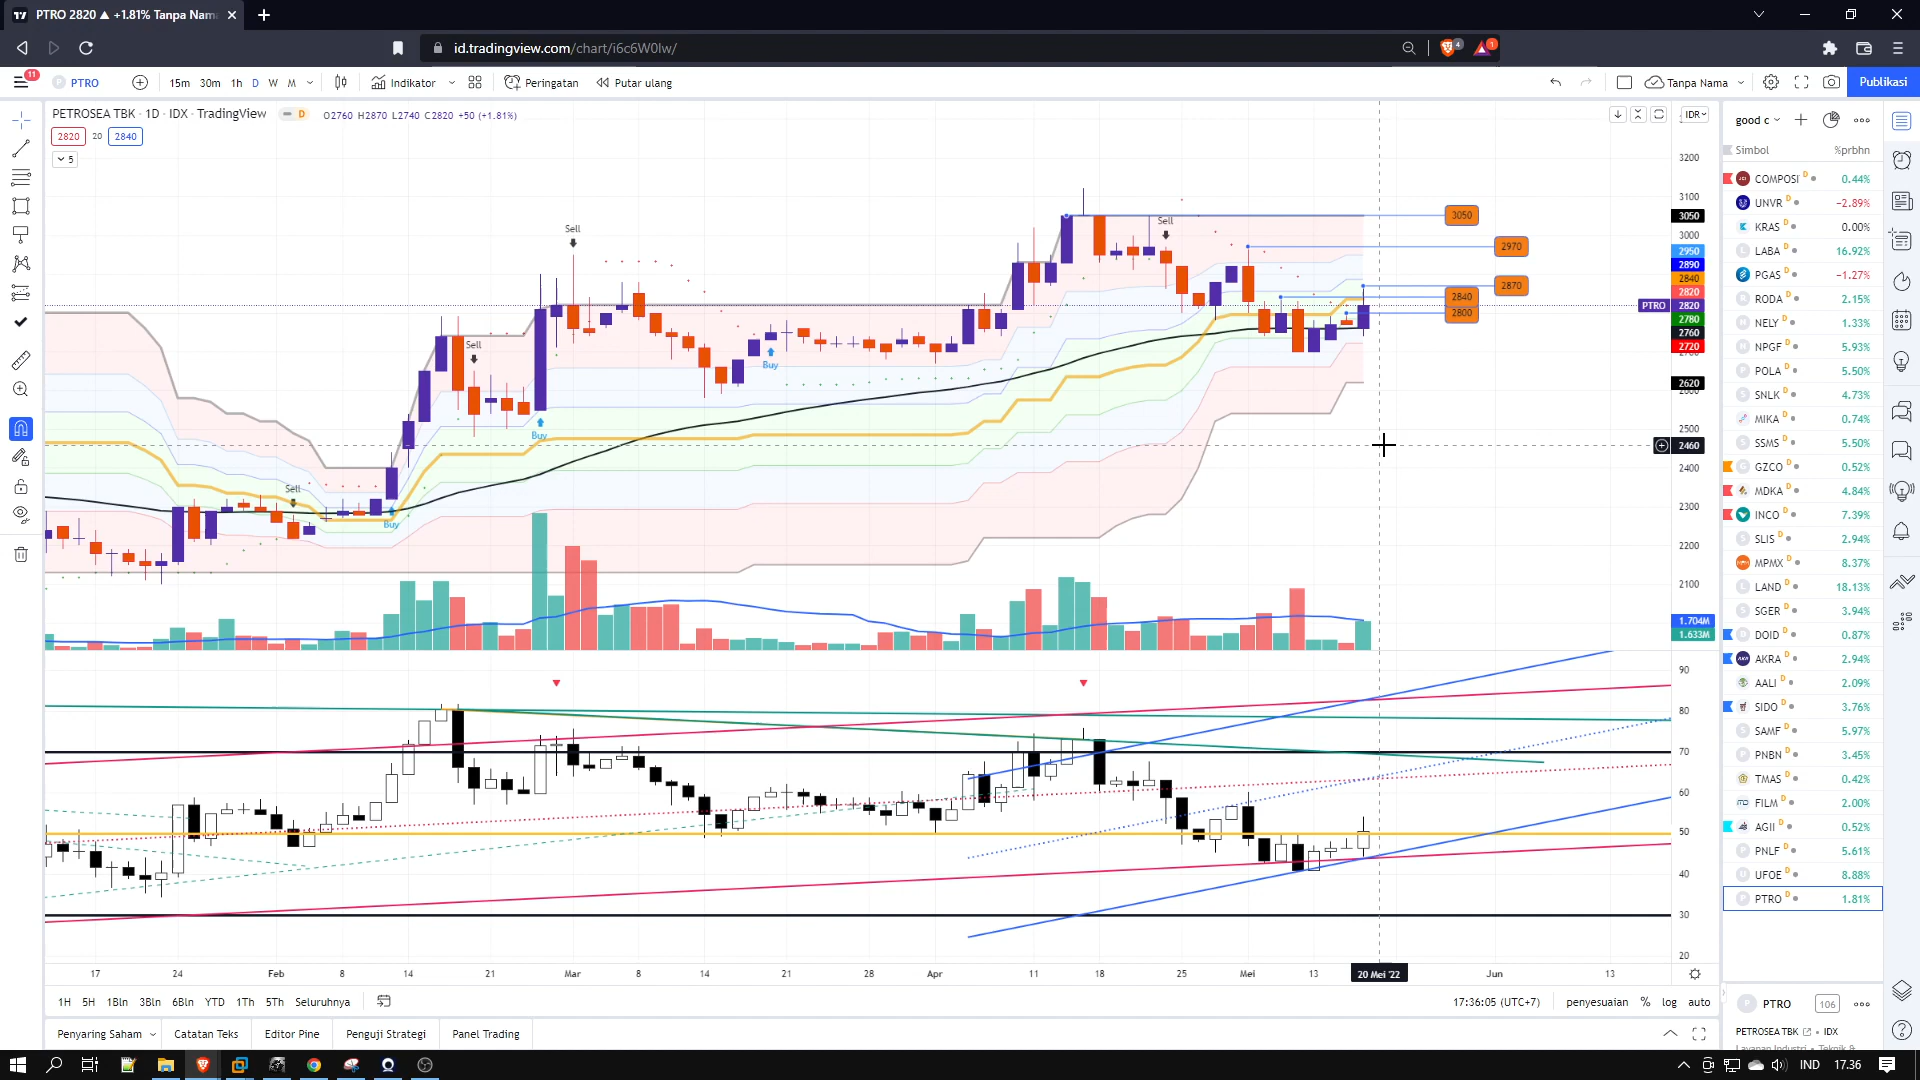 PTRO 2820 ▲ +1.81% Tanpa Nam
id.tradingview.com/chart/i6c6W0lw/
4
1
11
PTRO
15m 30m 1h D W M
Indikator
Peringatan
Putar ulang
Tanpa Nama
Publikasi
PETROSEA TBK · 1D · IDX · TradingView
D
O2760 H2870 L2740 C2820 +50 (+1.81%)
2820 20 2840
5
IDR
Sell
Sell
Sell
Sell
Buy
Buy
Buy
3050
2970
2870
2840
2800
3200
3100
3050
3000
2950
2890
2840
2820
PTRO 2820
2780
2760
2720
2620
2500
2460
2400
2300
2200
2100
1.704M
1.633M
90
80
70
60
50
40
30
20
17 24 Feb 8 14 21 Mar 8 14 21 28 Apr 11 18 25 Mei 13 20 Mei '22 Jun 13
1H 5H 1Bln 3Bln 6Bln YTD 1Th 5Th Seluruhnya
17:36:05 (UTC+7) penyesuaian % log auto
Penyaring Saham Catatan Teks Editor Pine Penguji Strategi Panel Trading
good c
Simbol %prbhn
COMPOSI D 0.44%
UNVR D −2.89%
KRAS D 0.00%
LABA D 16.92%
PGAS D −1.27%
RODA D 2.15%
NELY D 1.33%
NPGF D 5.93%
POLA D 5.50%
SNLK D 4.73%
MIKA D 0.74%
SSMS D 5.50%
GZCO D 0.52%
MDKA D 4.84%
INCO D 7.39%
SLIS D 2.94%
MPMX D 8.37%
LAND D 18.13%
SGER D 3.94%
DOID D 0.87%
AKRA D 2.94%
AALI D 2.09%
SIDO D 3.76%
SAMF D 5.97%
PNBN D 3.45%
TMAS D 0.42%
FILM D 2.00%
AGII D 0.52%
PNLF D 5.61%
UFOE D 8.88%
PTRO D 1.81%
PTRO 106
PETROSEA TBK • IDX
IND 17.36